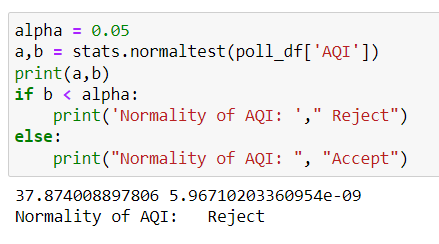 alpha = 0.05
a,b = stats.normaltest(poll_df['AQI'])
print(a,b)
if b < alpha:
    print('Normality of AQI: '," Reject")
else:
    print("Normality of AQI: ", "Accept")
37.874008897806 5.96710203360954e-09
Normality of AQI:   Reject